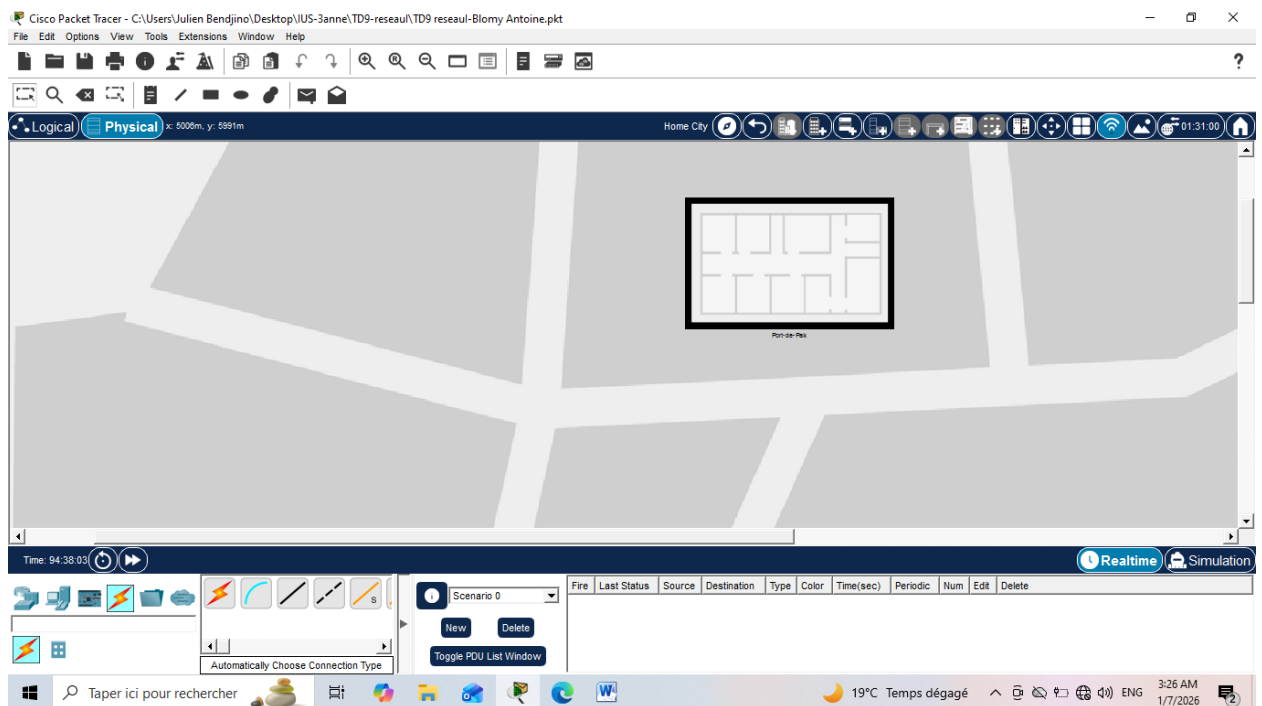 Cisco Packet Tracer - C:\Users\Julien Bendjino\Desktop\IUS-3anne\TD9-reseaul\TD9 reseaul-Blomy Antoine.pkt
File Edit Options View Tools Extensions Window Help
?
Logical Physical x: 5006m, y: 5991m Home City 01:31:00
Port-de-Paix
Time: 94:38:03 Realtime Simulation
Scenario 0 Fire Last Status Source Destination Type Color Time(sec) Periodic Num Edit Delete
S
New Delete
Toggle PDU List Window
Automatically Choose Connection Type
Taper ici pour rechercher W 19°C Temps dégagé ENG 3:26 AM
1/7/2026 2